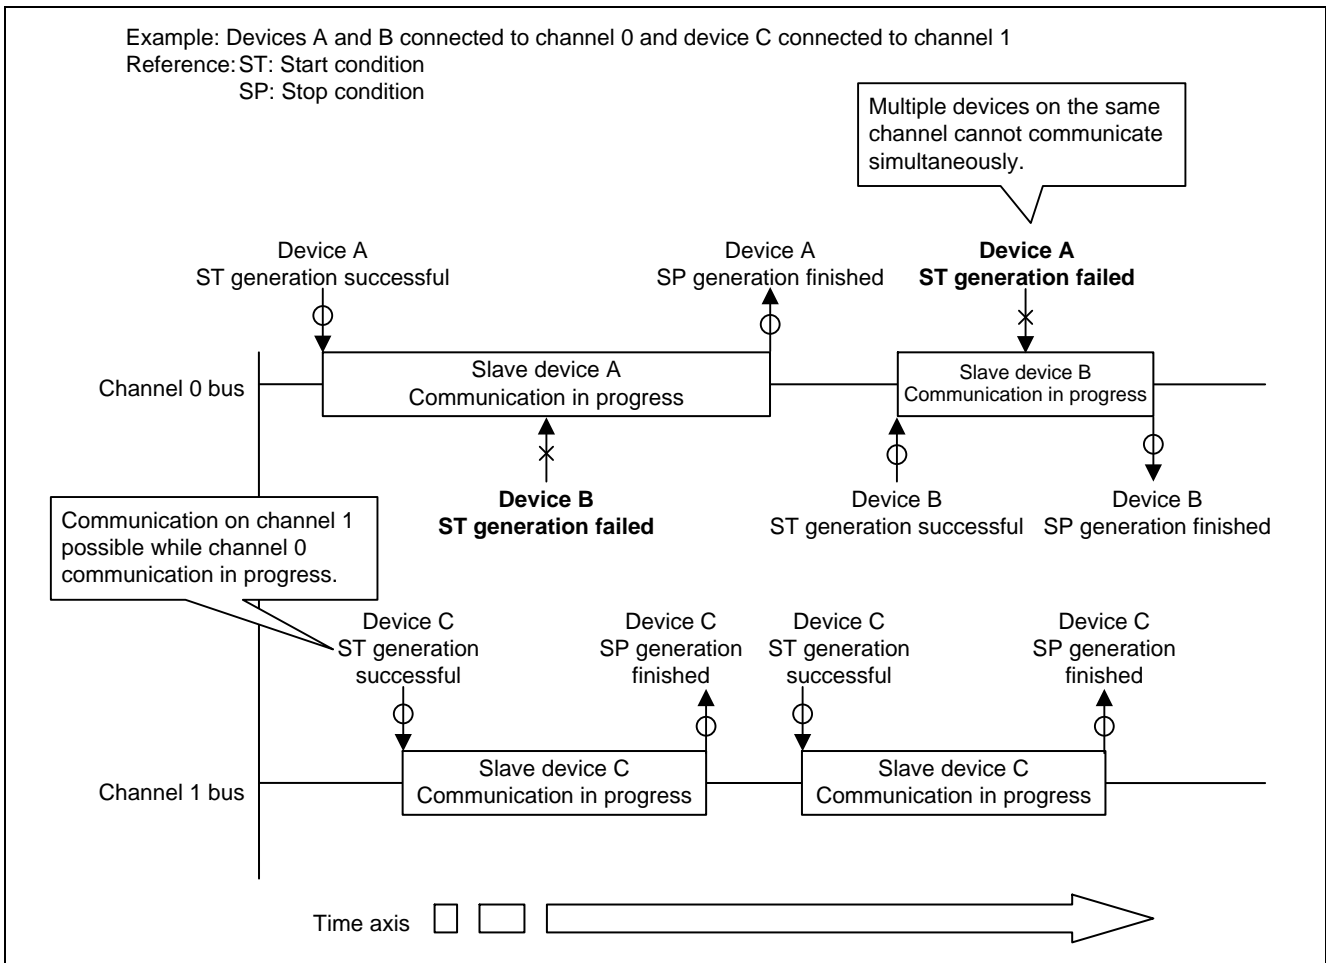 Example: Devices A and B connected to channel 0 and device C connected to channel 1
Reference: ST: Start condition
SP: Stop condition
Multiple devices on the same
channel cannot communicate
simultaneously.
Device A
ST generation successful
Device A
SP generation finished
Device A
ST generation failed
Channel 0 bus
Slave device A
Communication in progress
Slave device B
Communication in progress
Device B
ST generation failed
Device B
ST generation successful
Device B
SP generation finished
Communication on channel 1
possible while channel 0
communication in progress.
Device C
ST generation
successful
Device C
SP generation
finished
Device C
ST generation
successful
Device C
SP generation
finished
Channel 1 bus
Slave device C
Communication in progress
Slave device C
Communication in progress
Time axis